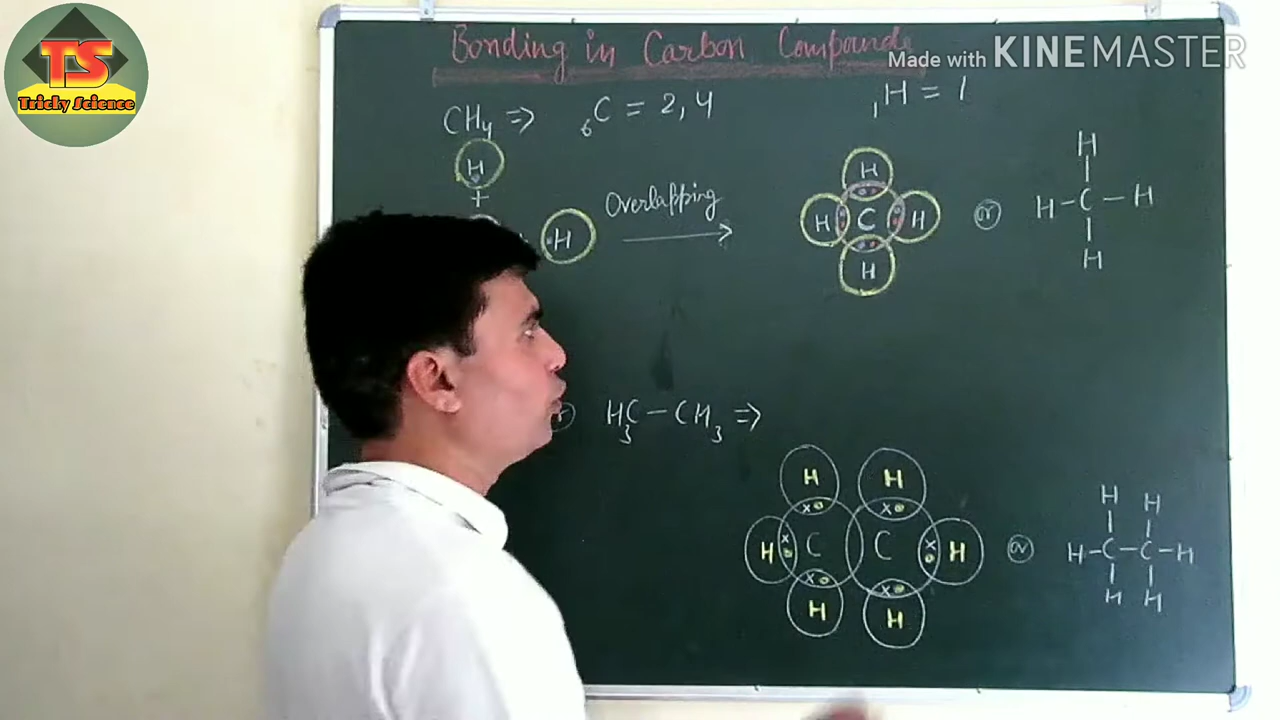 TS
Tricky Science
Made with KINEMASTER
Bonding in Carbon Compounds
CH₄ ⇒ ₆C = 2, 4 ₁H = 1
H
+
H
Overlapping
H
H C H
H
or
H
H-C-H
H
H₃C-CH₃ ⇒
H H
H C C H
H H
or
H H
H-C-C-H
H H